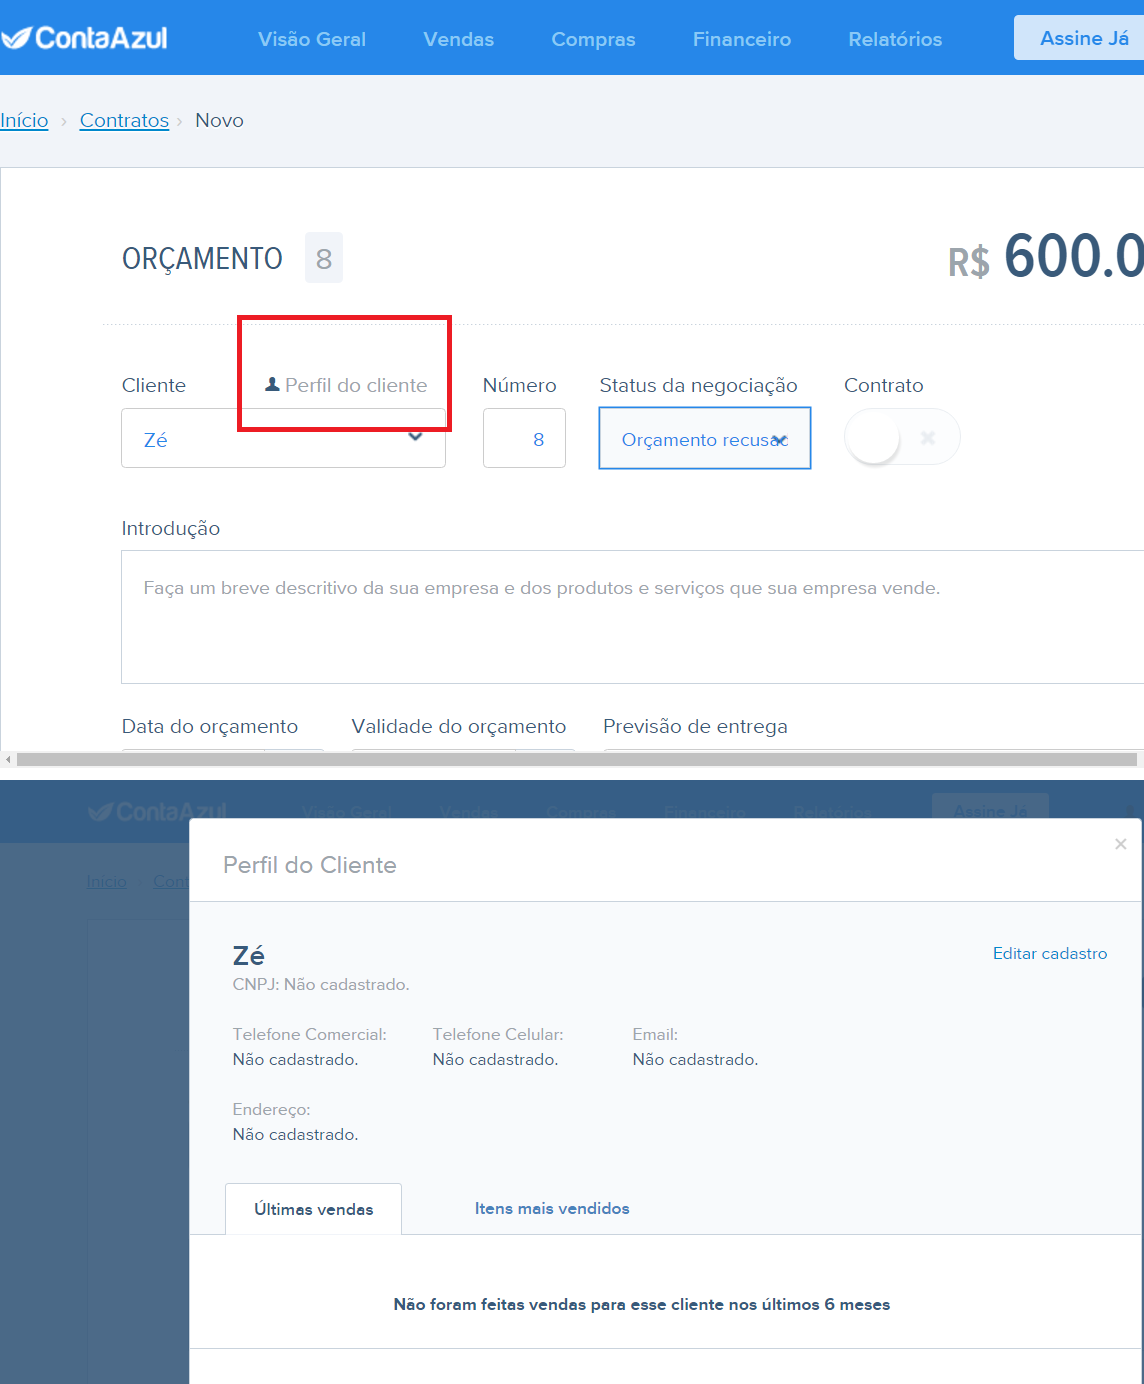 ContaAzul Visão Geral Vendas Compras Financeiro Relatórios Assine Já
Início › Contratos › Novo
ORÇAMENTO 8 R$ 600.0
Cliente Perfil do cliente Número Status da negociação Contrato
Zé 8 Orçamento recusac
Introdução
Faça um breve descritivo da sua empresa e dos produtos e serviços que sua empresa vende.
Data do orçamento Validade do orçamento Previsão de entrega
ContaAzul Visão Geral Vendas Compras Financeiro Relatórios Assine Já
Perfil do Cliente ×
Início Cont
Zé Editar cadastro
CNPJ: Não cadastrado.
Telefone Comercial: Telefone Celular: Email:
Não cadastrado. Não cadastrado. Não cadastrado.
Endereço:
Não cadastrado.
Últimas vendas Itens mais vendidos
Não foram feitas vendas para esse cliente nos últimos 6 meses